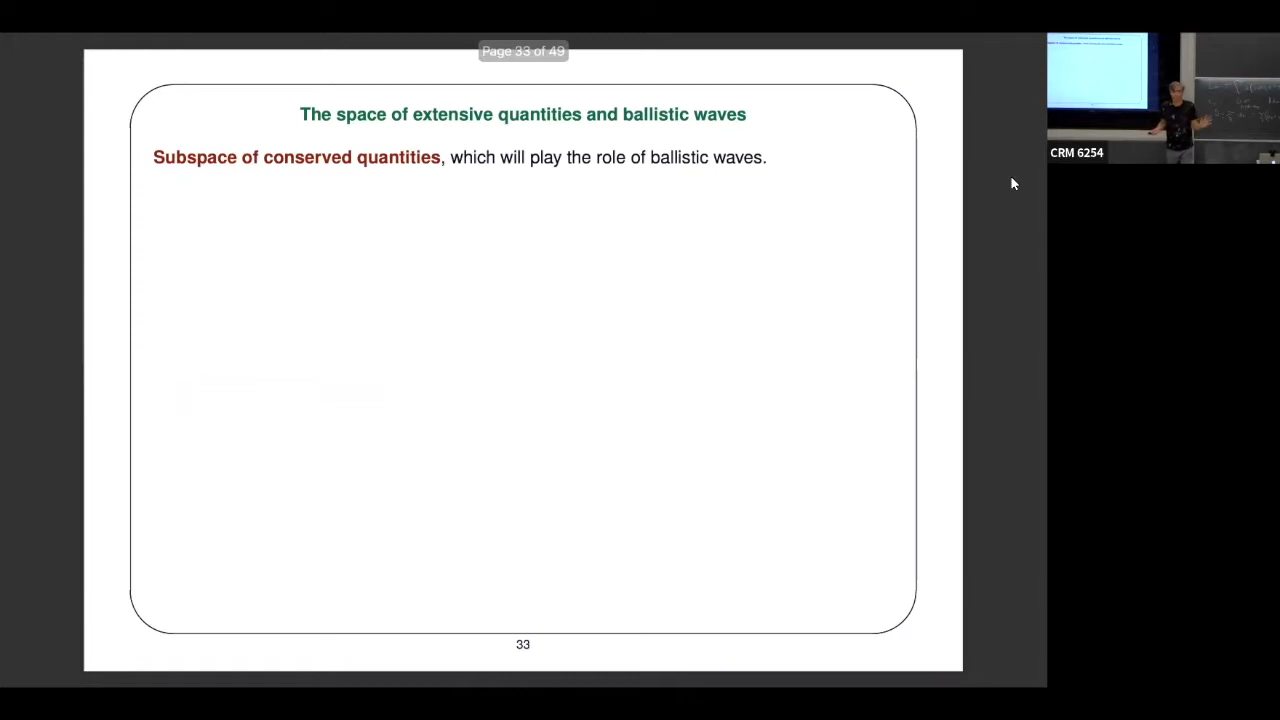 Page 33 of 49
The space of extensive quantities and ballistic waves
Subspace of conserved quantities, which will play the role of ballistic waves.
33
CRM 6254